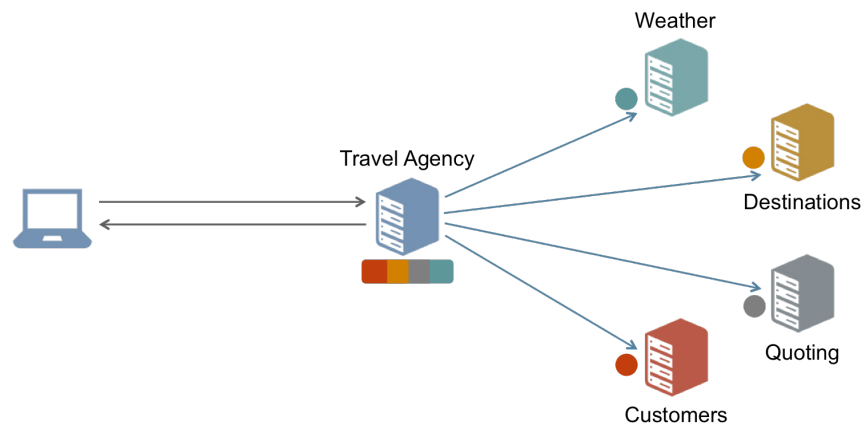 Weather
Travel Agency
Destinations
Quoting
Customers